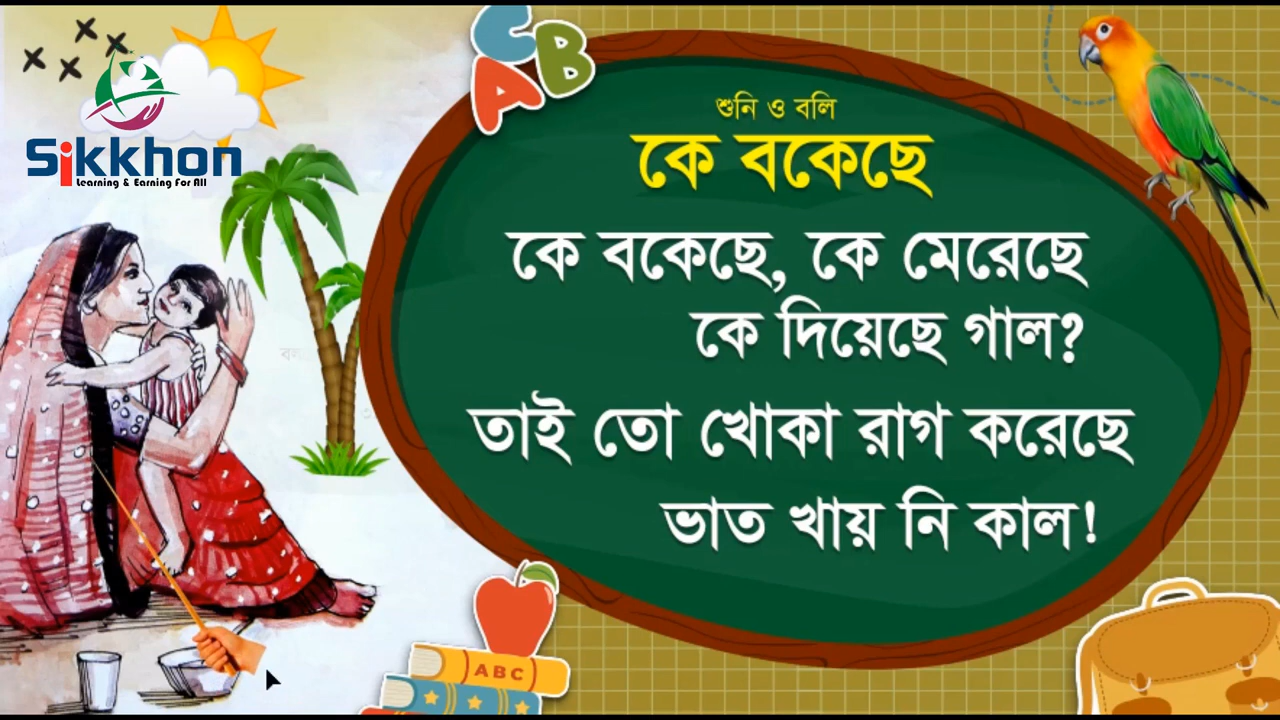 Sikkhon
Learning & Earning For All
C
B
A
শুনি ও বলি
কে বকেছে
কে বকেছে, কে মেরেছে
কে দিয়েছে গাল?
তাই তো খোকা রাগ করেছে
ভাত খায় নি কাল!
ABC